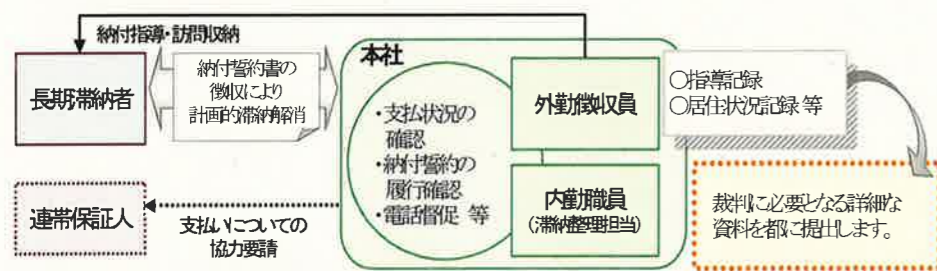 納付指導・訪問収納
長期滞納者
納付誓約書の
徴収により
計画的滞納解消
本社
・支払状況の
確認
・納付誓約の
履行確認
・電話督促 等
外勤徴収員
内勤職員
(滞納整理担当)
○指導記録
○居住状況記録 等
連帯保証人
支払いについての
協力要請
裁判に必要となる詳細な
資料を都に提出します。